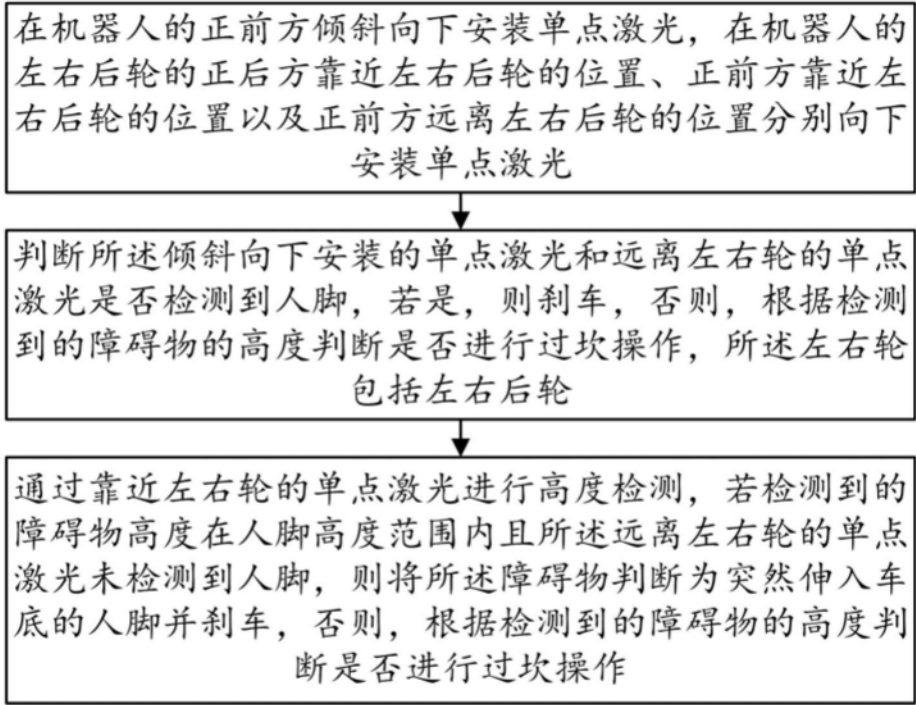 在机器人的正前方倾斜向下安装单点激光，在机器人的
左右后轮的正后方靠近左右后轮的位置、正前方靠近左
右后轮的位置以及正前方远离左右后轮的位置分别向下
安装单点激光
判断所述倾斜向下安装的单点激光和远离左右轮的单点
激光是否检测到人脚，若是，则刹车，否则，根据检测
到的障碍物的高度判断是否进行过坎操作，所述左右轮
包括左右后轮
通过靠近左右轮的单点激光进行高度检测，若检测到的
障碍物高度在人脚高度范围内且所述远离左右轮的单点
激光未检测到人脚，则将所述障碍物判断为突然伸入车
底的人脚并刹车，否则，根据检测到的障碍物的高度判
断是否进行过坎操作